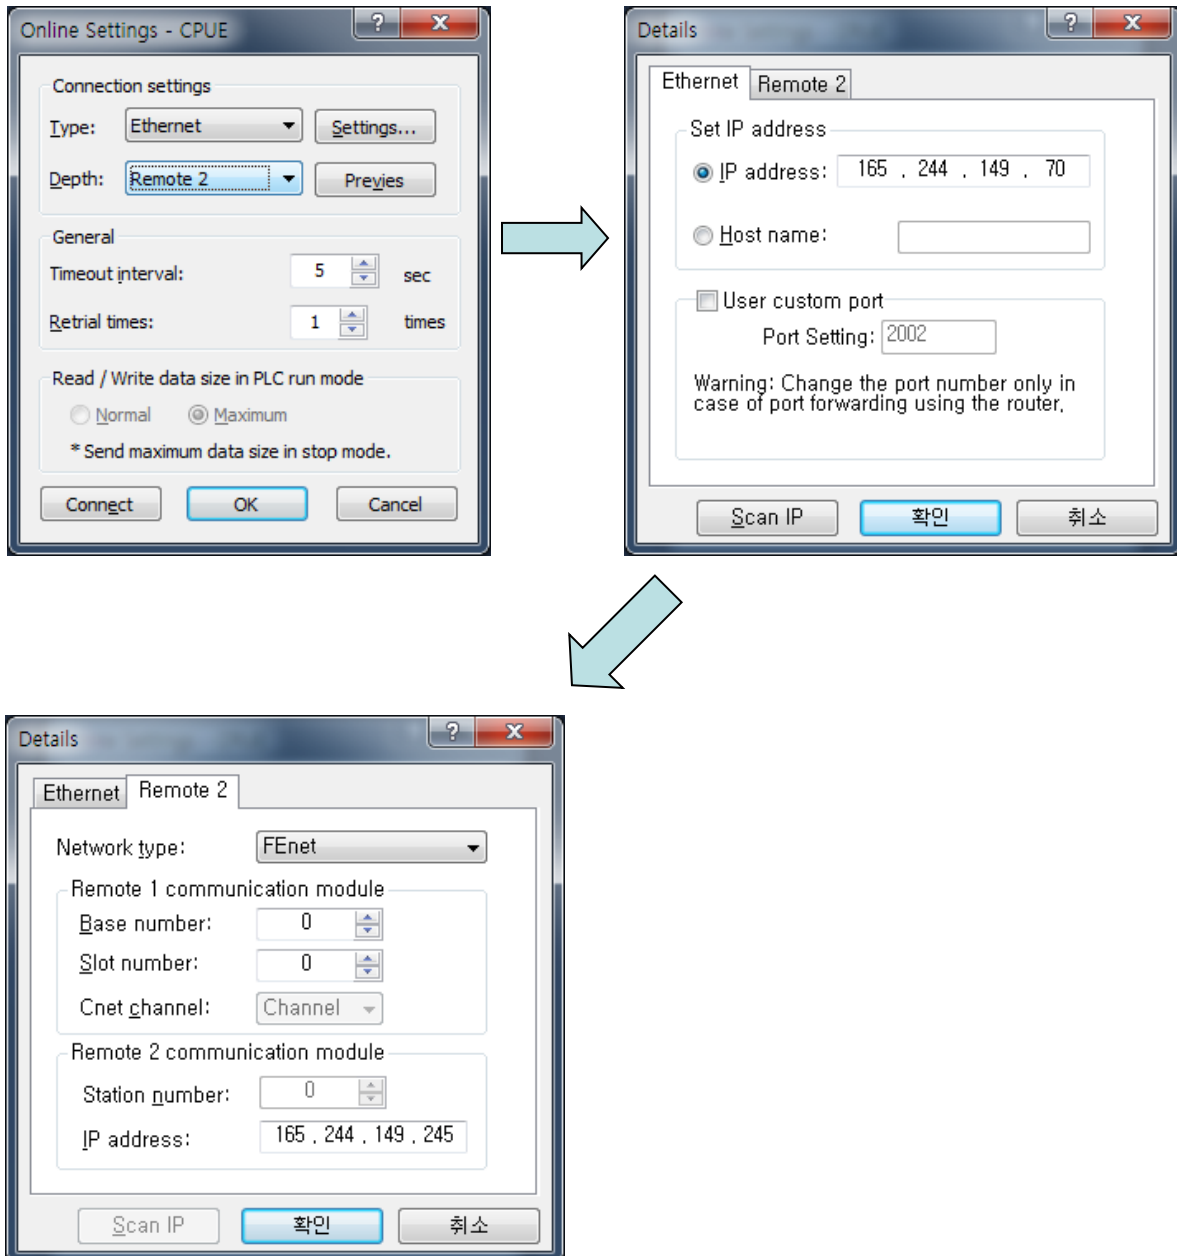 Online Settings - CPUE
?
X
Connection settings
Type: Ethernet Settings...
Depth: Remote 2 Previes
General
Timeout interval: 5 sec
Retrial times: 1 times
Read / Write data size in PLC run mode
Normal Maximum
* Send maximum data size in stop mode.
Connect OK Cancel
Details
?
X
Ethernet Remote 2
Set IP address
IP address: 165 . 244 . 149 . 70
Host name:
User custom port
Port Setting: 2002
Warning: Change the port number only in
case of port forwarding using the router.
Scan IP 확인 취소
Details
?
X
Ethernet Remote 2
Network type: FEnet
Remote 1 communication module
Base number: 0
Slot number: 0
Cnet channel: Channel
Remote 2 communication module
Station number: 0
IP address: 165 . 244 . 149 . 245
Scan IP 확인 취소